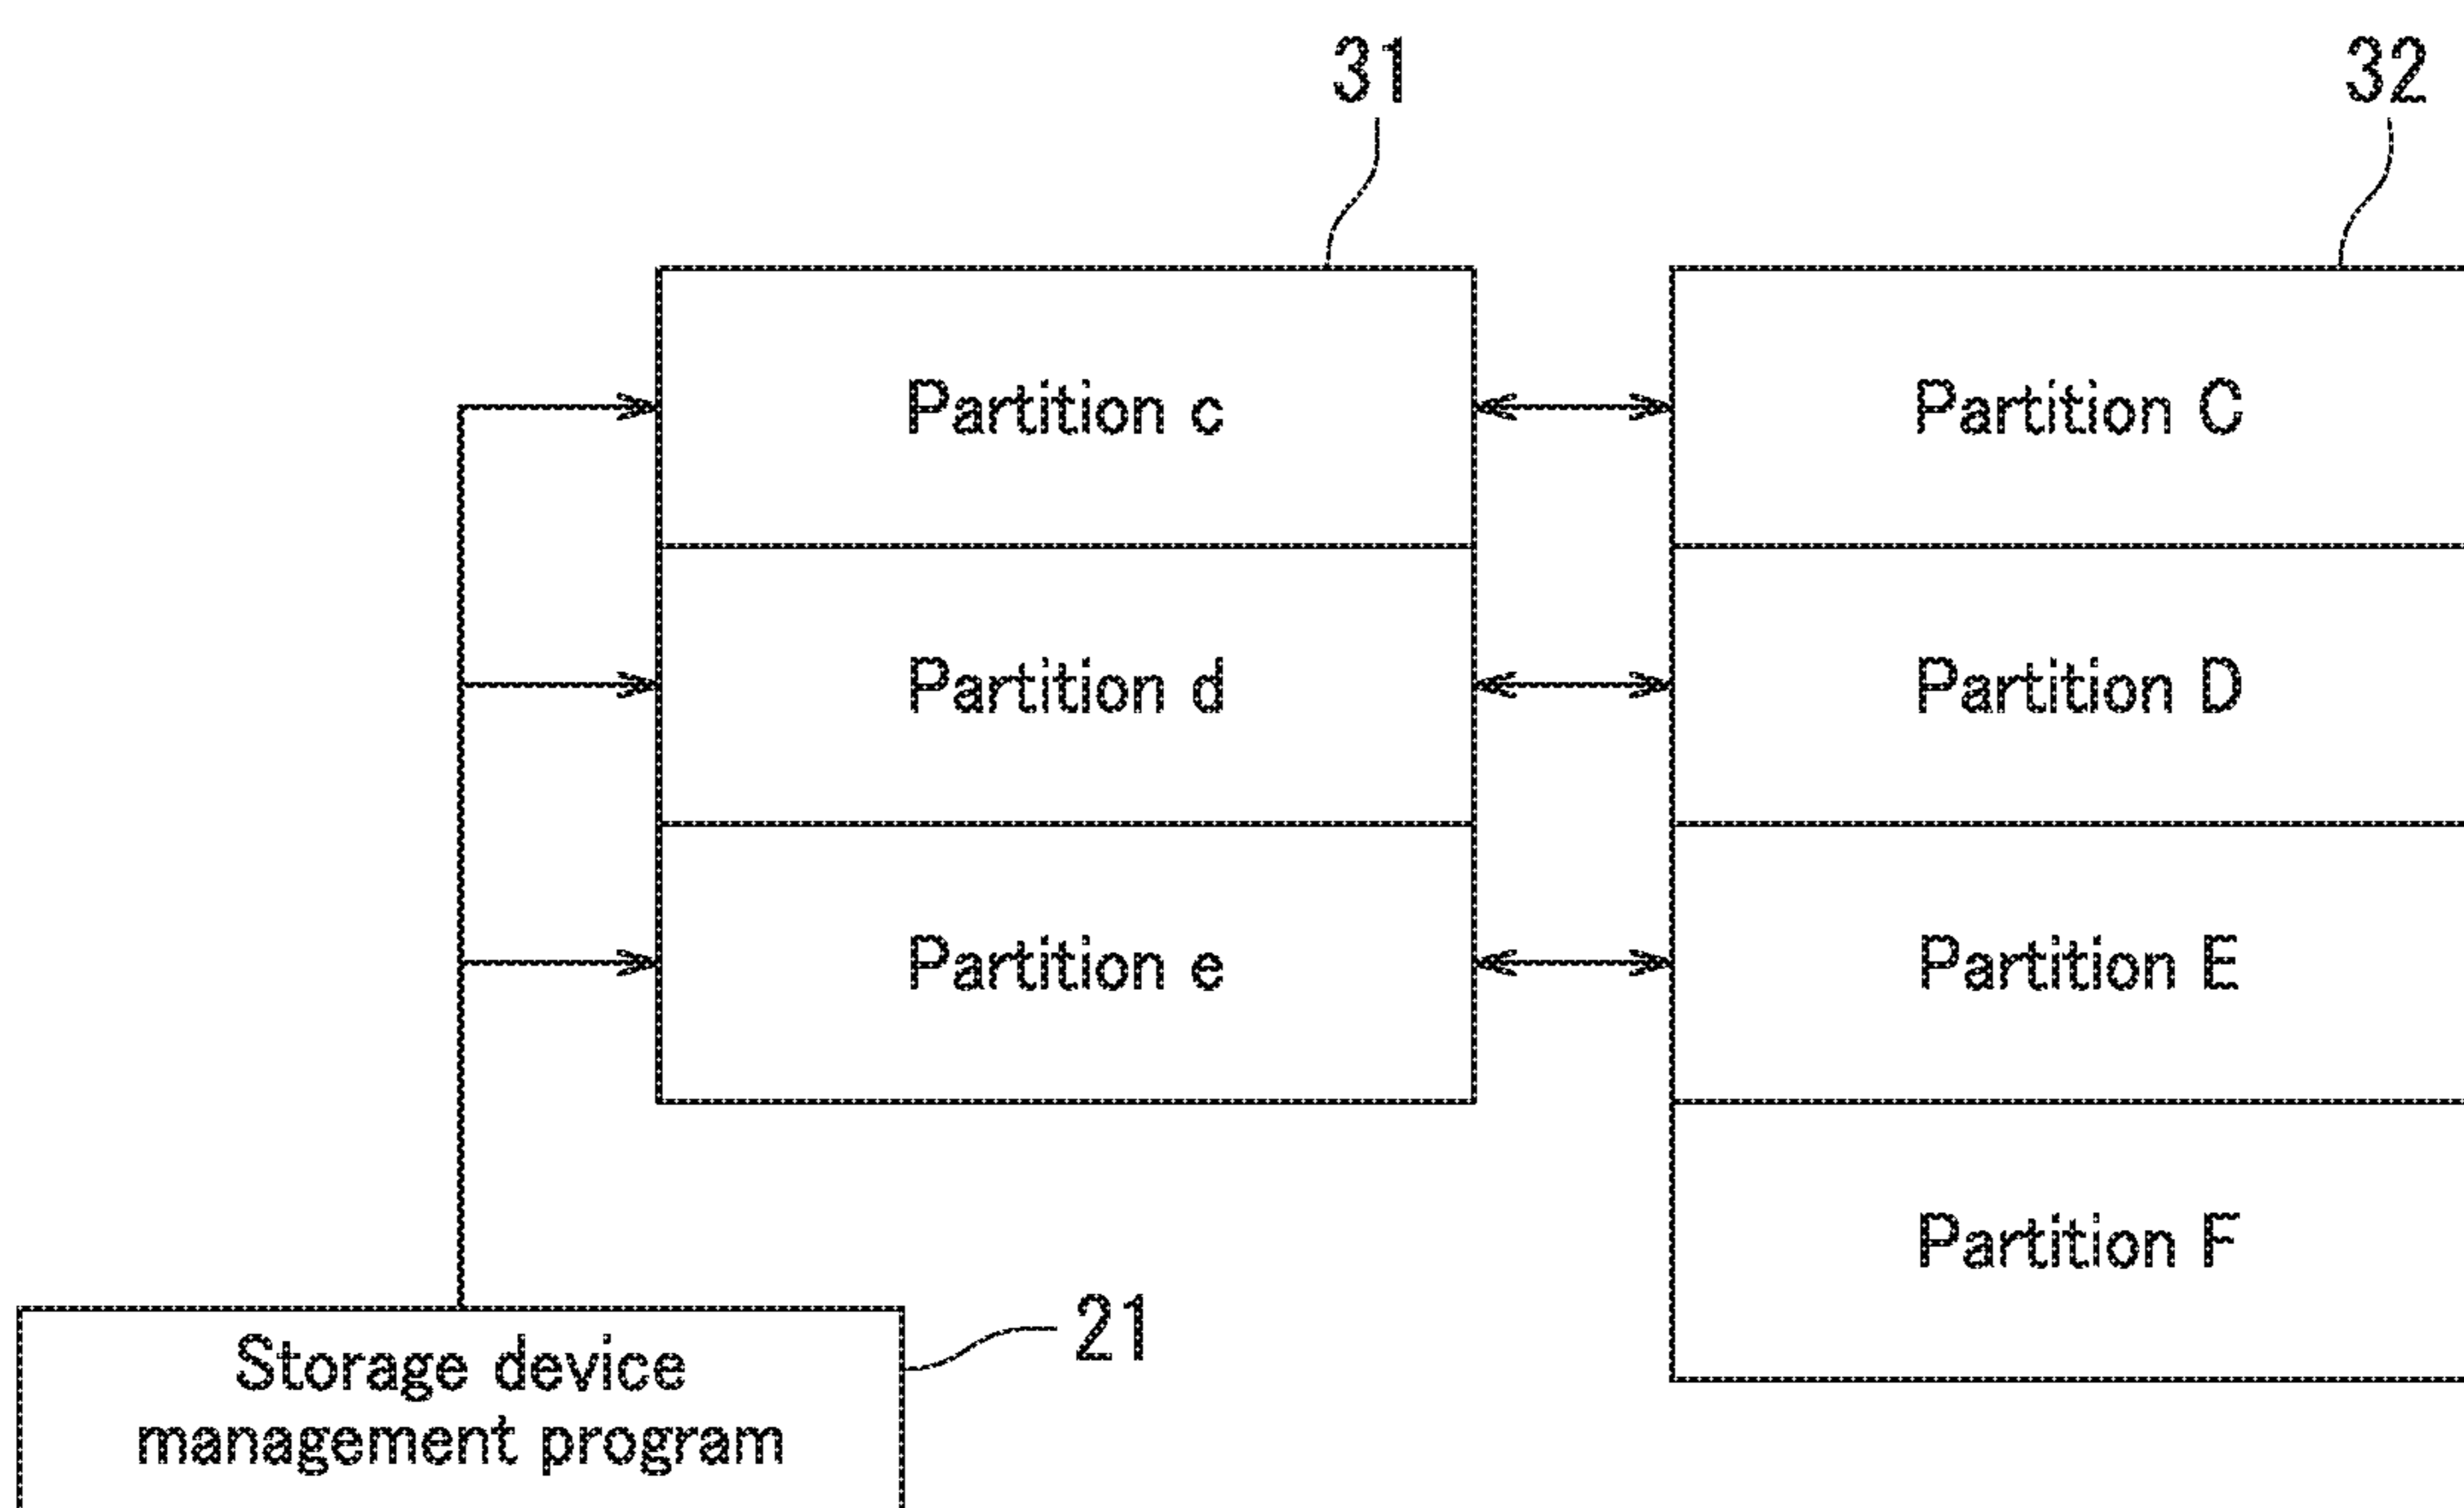 31
32
Partition c
Partition C
Partition d
Partition D
Partition e
Partition E
Partition F
21
Storage device
management program